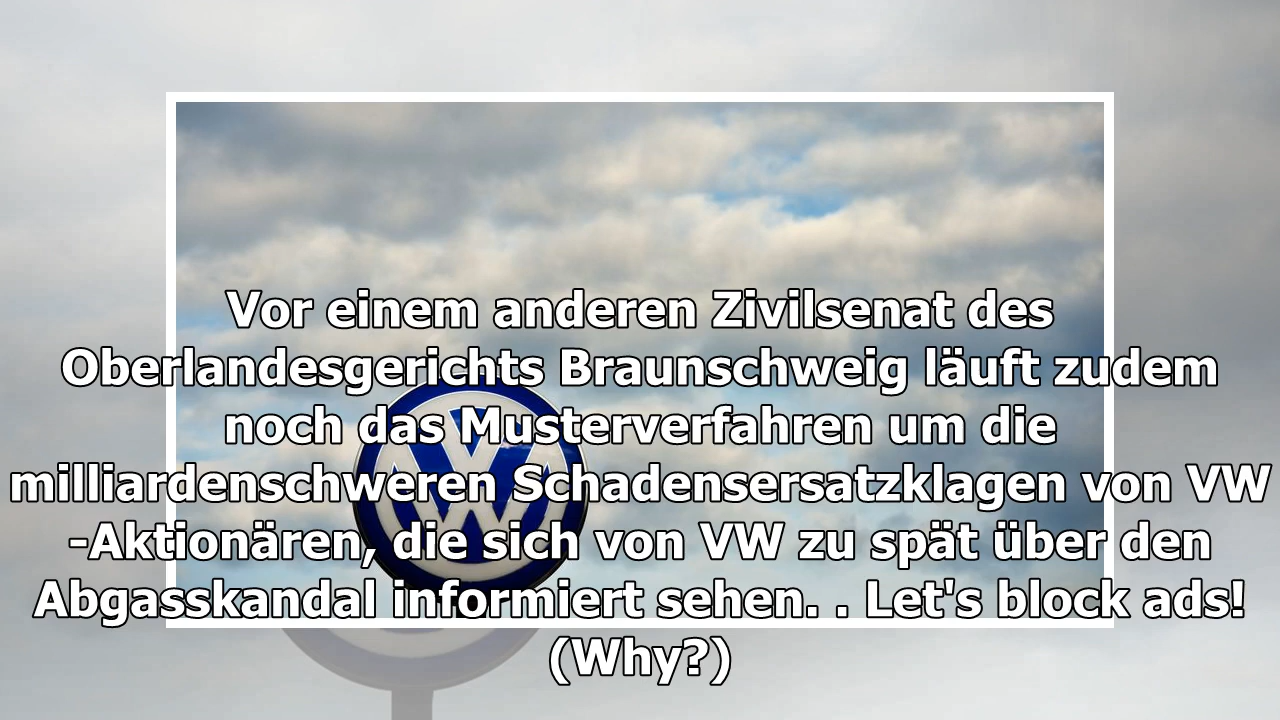 Vor einem anderen Zivilsenat des
Oberlandesgerichts Braunschweig läuft zudem
noch das Musterverfahren um die
milliardenschweren Schadensersatzklagen von VW
-Aktionären, die sich von VW zu spät über den
Abgasskandal informiert sehen. . Let's block ads!
(Why?)